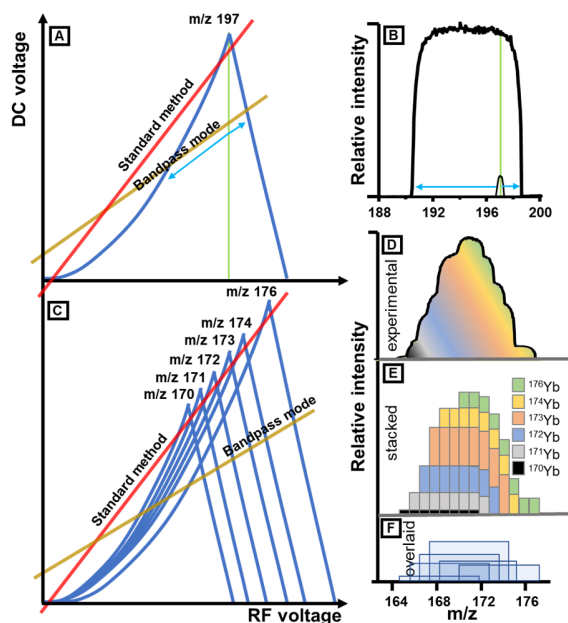 A
m/z 197
DC voltage
Standard method
Bandpass mode
B
Relative intensity
188 192 196 200
C
m/z 176
m/z 174
m/z 173
m/z 172
m/z 171
m/z 170
Standard method
Bandpass mode
RF voltage
Relative intensity
D
experimental
E
stacked
176Yb
174Yb
173Yb
172Yb
171Yb
170Yb
F
overlaid
164 168 172 176
m/z